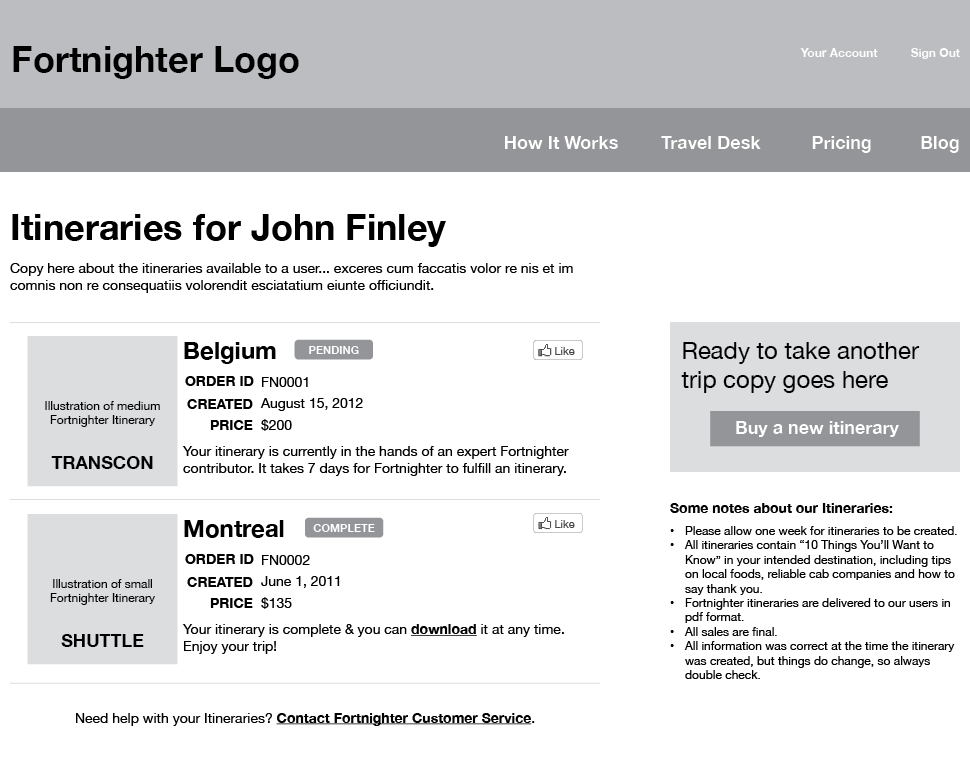 Fortnighter Logo
Your Account
Sign Out
How It Works
Travel Desk
Pricing
Blog
Itineraries for John Finley
Copy here about the itineraries available to a user... exceres cum faccatis volor re nis et im
comnis non re consequatiis volorendit esciatatium eiunte officiundit.
Illustration of medium
Fortnighter Itinerary
TRANSCON
Belgium
PENDING
Like
ORDER ID FN0001
CREATED August 15, 2012
PRICE $200
Your itinerary is currently in the hands of an expert Fortnighter
contributor. It takes 7 days for Fortnighter to fulfill an itinerary.
Illustration of small
Fortnighter Itinerary
SHUTTLE
Montreal
COMPLETE
Like
ORDER ID FN0002
CREATED June 1, 2011
PRICE $135
Your itinerary is complete & you can download it at any time.
Enjoy your trip!
Need help with your Itineraries? Contact Fortnighter Customer Service.
Ready to take another
trip copy goes here
Buy a new itinerary
Some notes about our Itineraries:
• Please allow one week for itineraries to be created.
• All itineraries contain “10 Things You’ll Want to
Know” in your intended destination, including tips
on local foods, reliable cab companies and how to
say thank you.
• Fortnighter itineraries are delivered to our users in
pdf format.
• All sales are final.
• All information was correct at the time the itinerary
was created, but things do change, so always
double check.